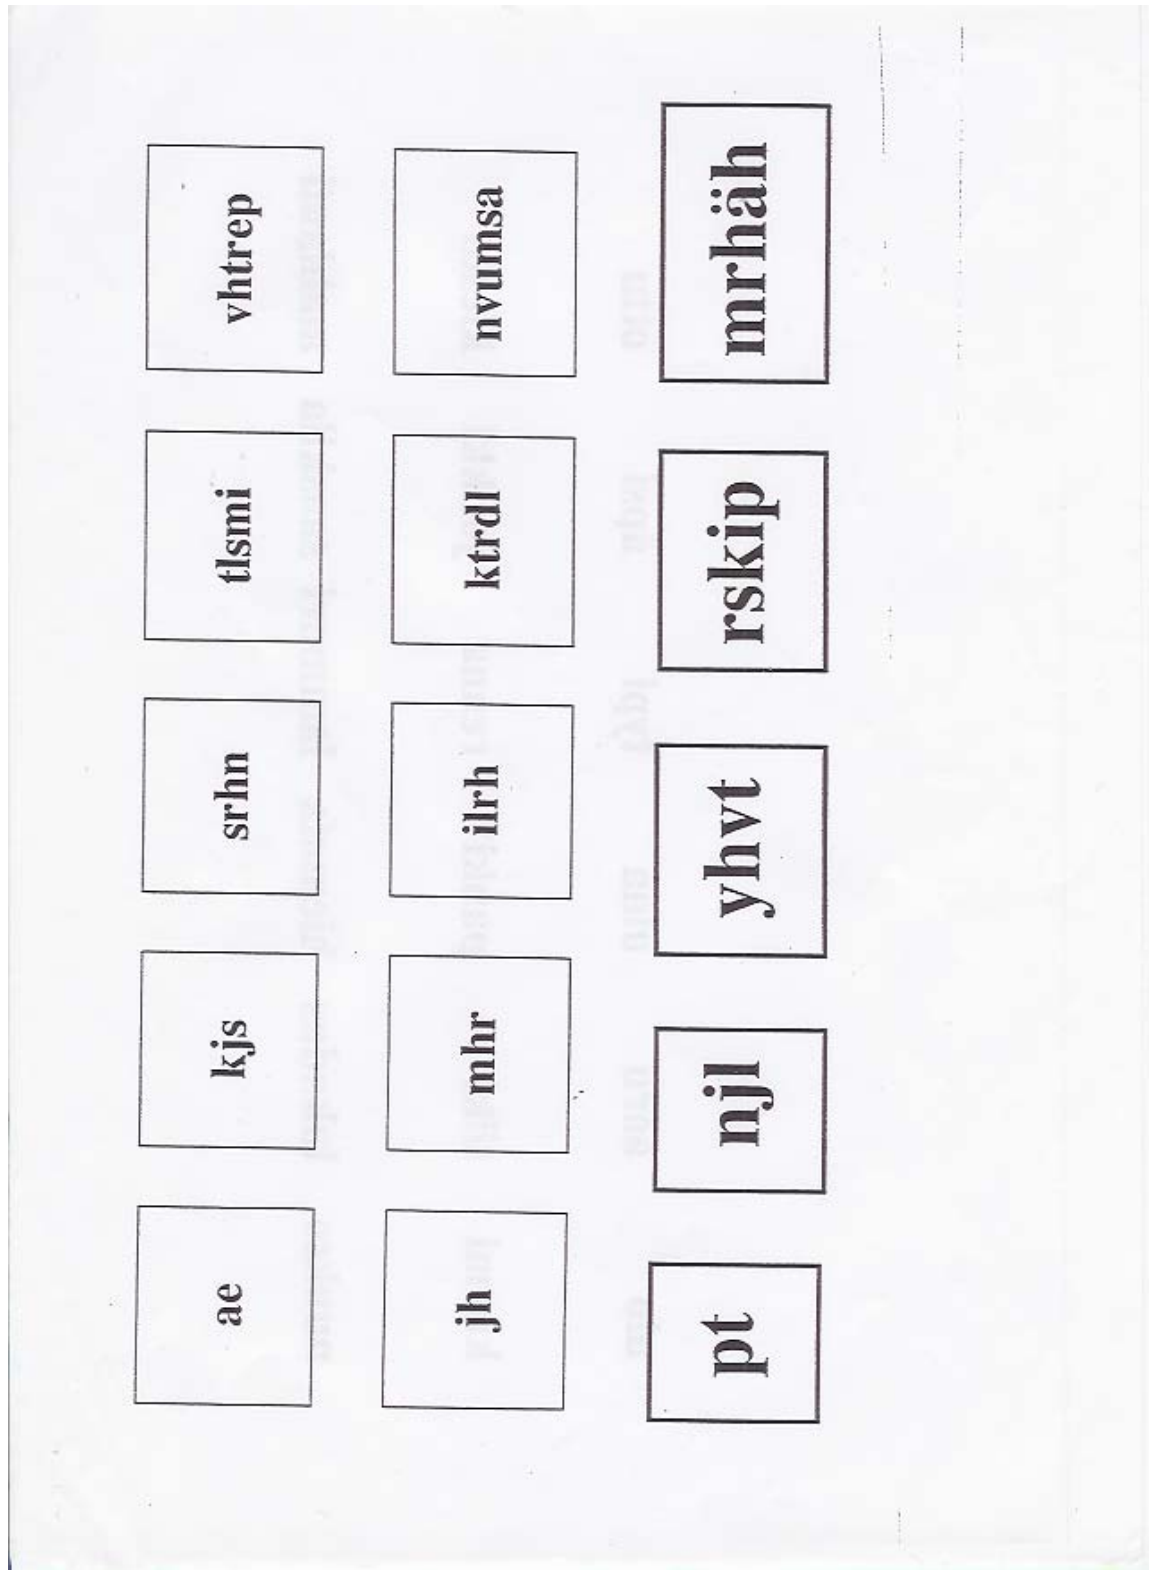 ae kjs srhn tlsmi vhtrep
jh mhr ilrh ktrdl nvumsa
pt njl yhvt rskip mrhäh